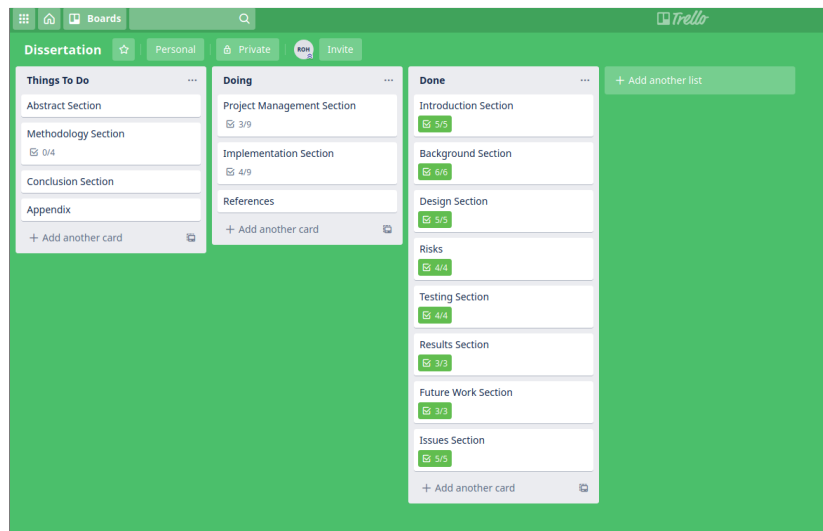 Boards
Trello
Dissertation
Personal
Private
ROH
Invite
Things To Do
Abstract Section
Methodology Section
0/4
Conclusion Section
Appendix
+ Add another card
Doing
Project Management Section
3/9
Implementation Section
4/9
References
+ Add another card
Done
Introduction Section
5/5
Background Section
6/6
Design Section
5/5
Risks
4/4
Testing Section
4/4
Results Section
3/3
Future Work Section
3/3
Issues Section
5/5
+ Add another card
+ Add another list